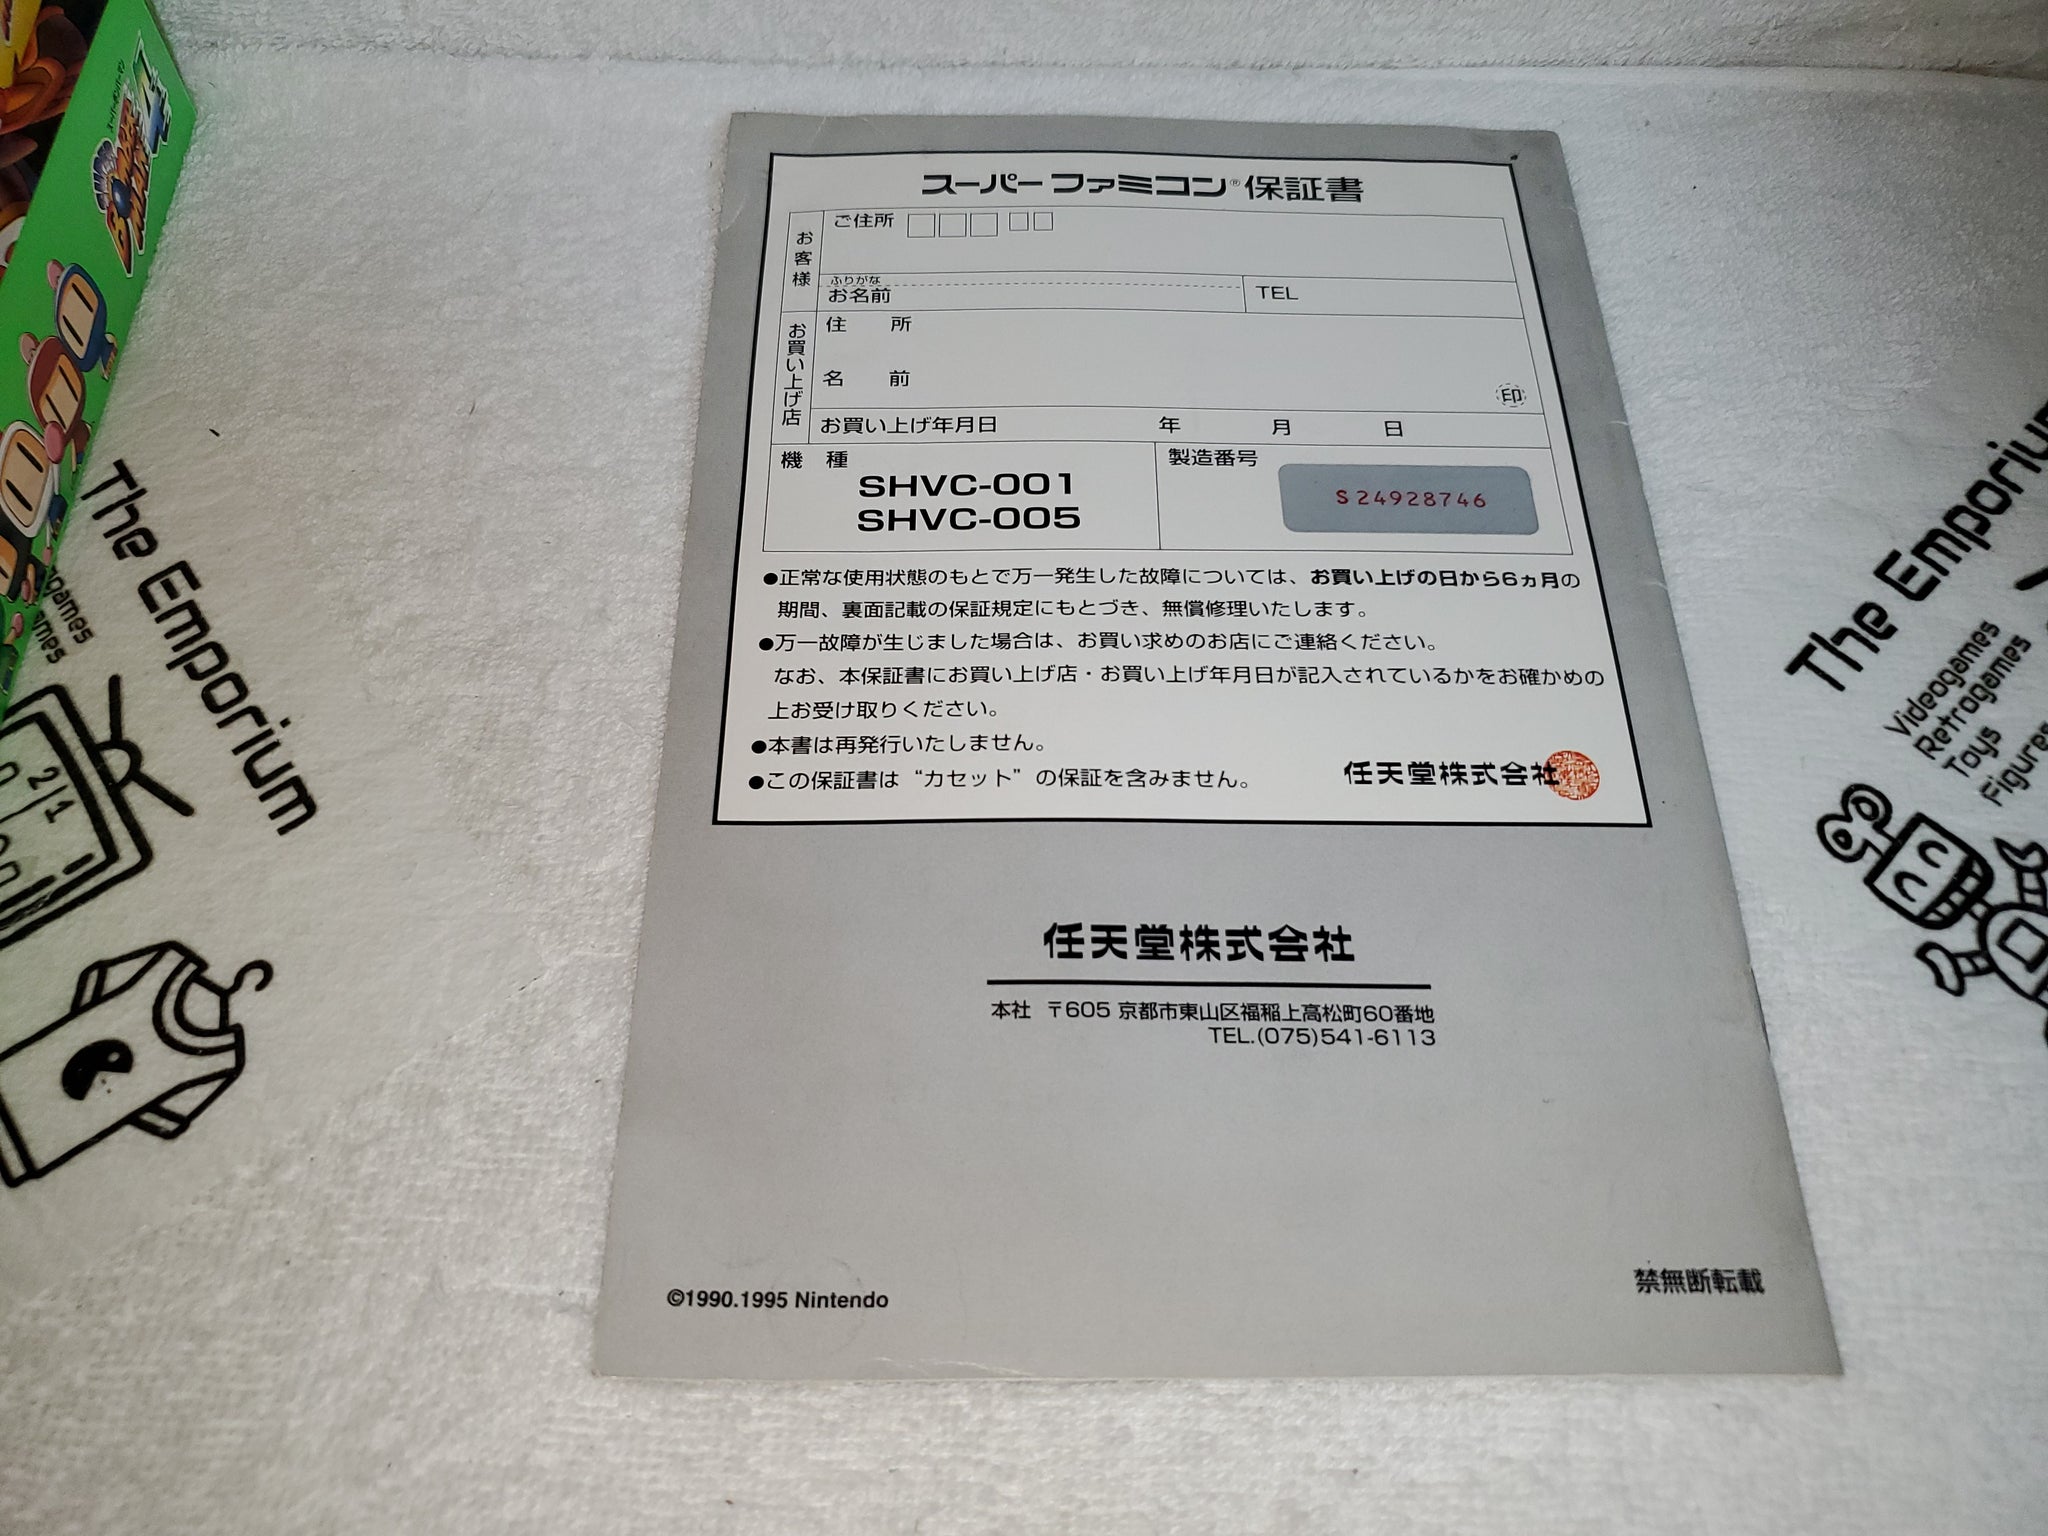 スーパーファミコン®保証書
お客様
ご住所
ふりがな
お名前
TEL
お買い上げ店
住 所
名 前
印
お買い上げ年月日 年 月 日
機 種
SHVC-001
SHVC-005
製造番号
S24928746
●正常な使用状態のもとで万一発生した故障については、お買い上げの日から6ヵ月の
期間、裏面記載の保証規定にもとづき、無償修理いたします。
●万一故障が生じました場合は、お買い求めのお店にご連絡ください。
なお、本保証書にお買い上げ店・お買い上げ年月日が記入されているかをお確かめの
上お受け取りください。
●本書は再発行いたしません。
●この保証書は“カセット”の保証を含みません。
任天堂株式会社
任天堂株式会社
本社 〒605 京都市東山区福稲上高松町60番地
TEL.(075)541-6113
©1990.1995 Nintendo
禁無断転載
SUPER BOMBERMAN 4
The Emporium
games
ames
21
The Emporium
Videogames
Retrogames
Toys
Figures